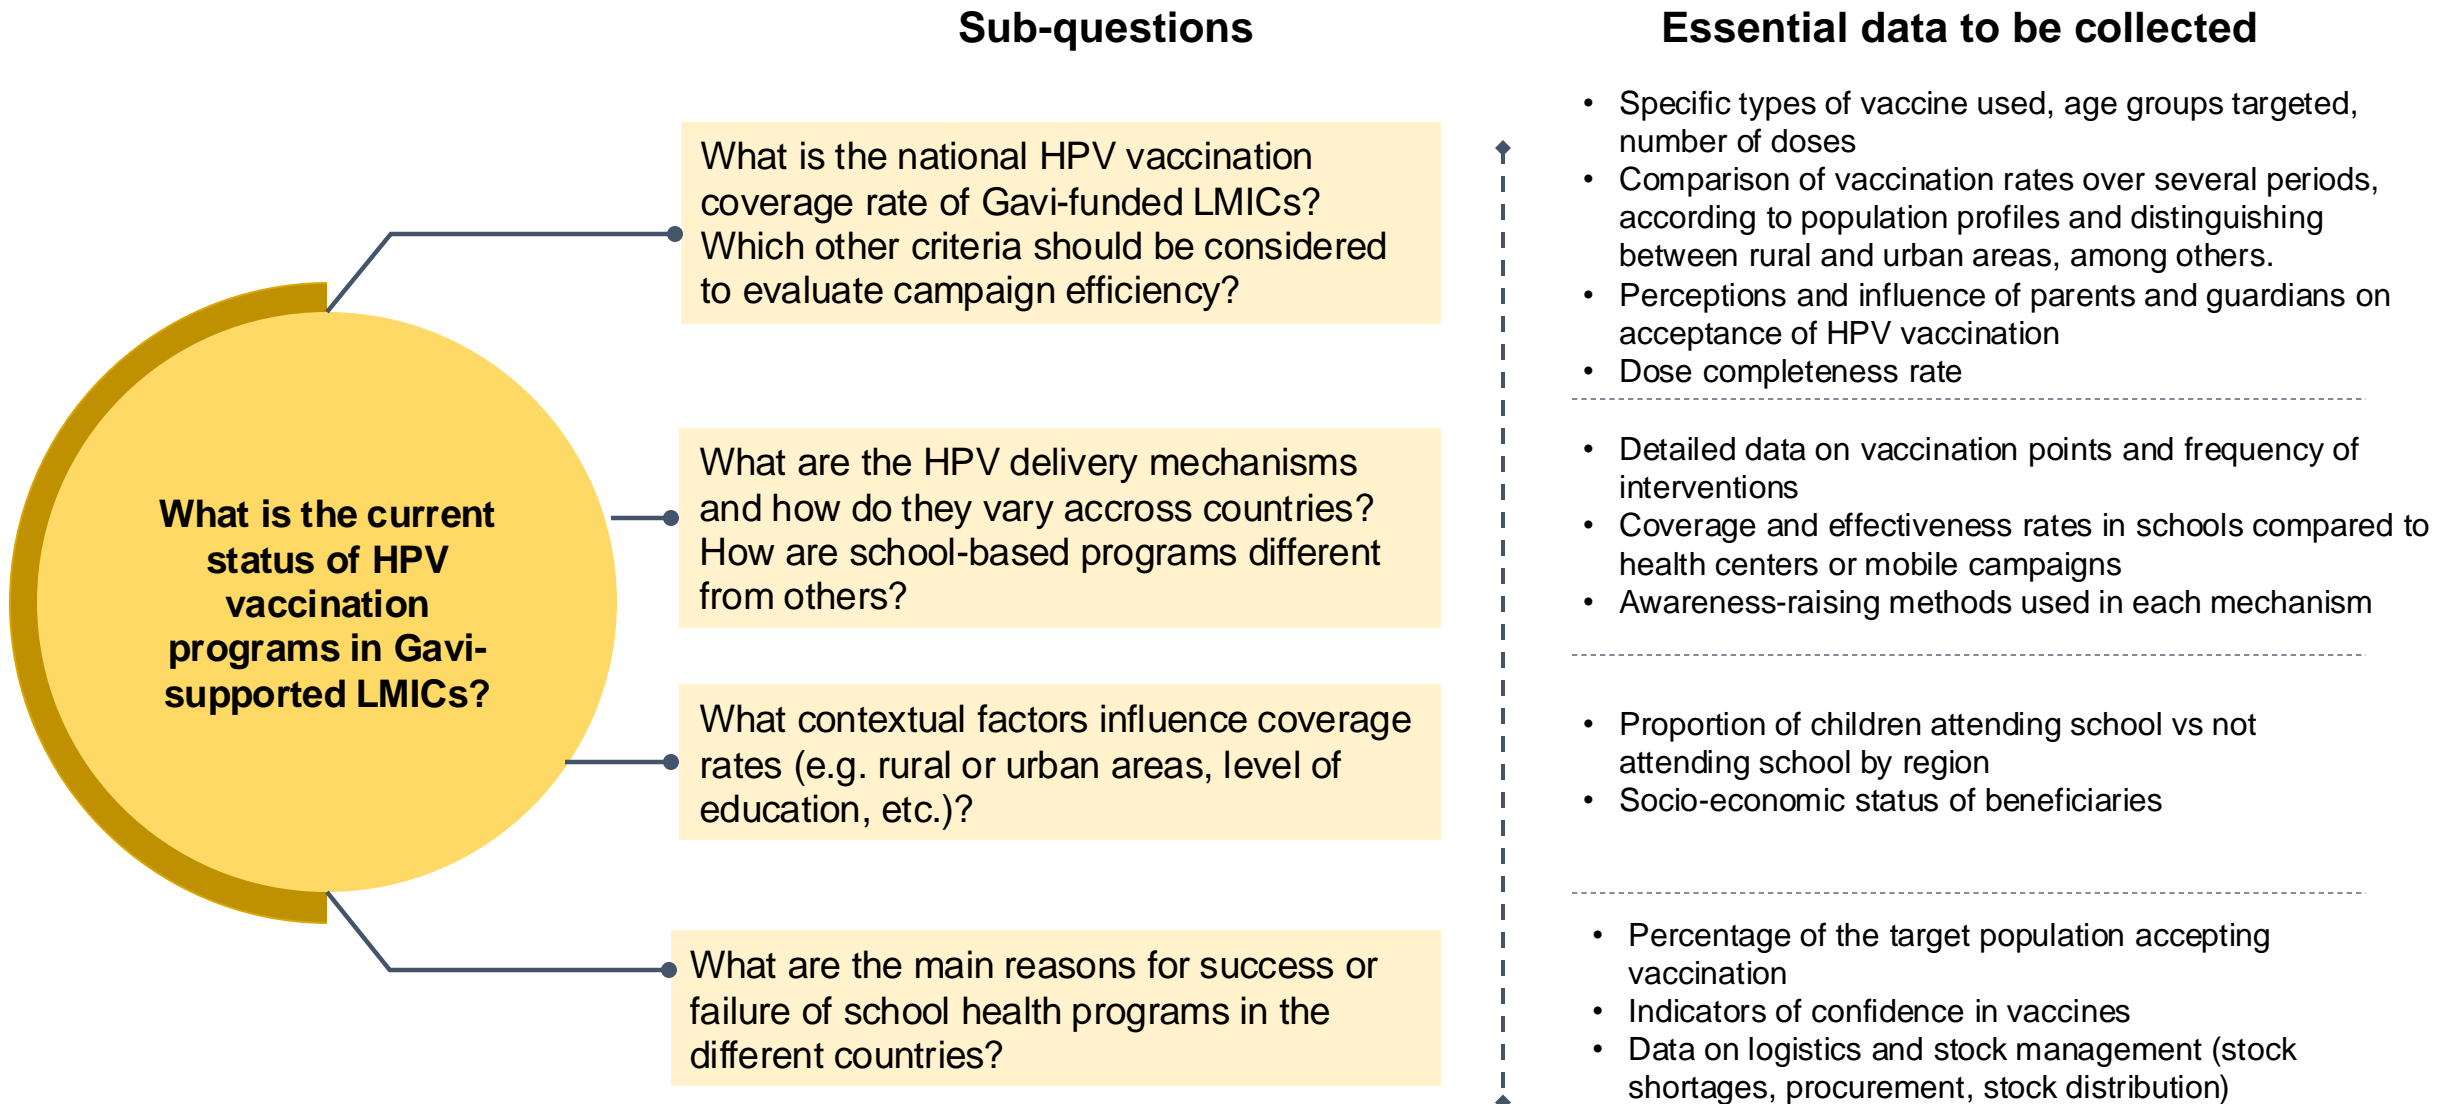 Sub-questions
Essential data to be collected
What is the current
status of HPV
vaccination
programs in Gavi-
supported LMICs?
What is the national HPV vaccination
coverage rate of Gavi-funded LMICs?
Which other criteria should be considered
to evaluate campaign efficiency?
• Specific types of vaccine used, age groups targeted,
number of doses
• Comparison of vaccination rates over several periods,
according to population profiles and distinguishing
between rural and urban areas, among others.
• Perceptions and influence of parents and guardians on
acceptance of HPV vaccination
• Dose completeness rate
What are the HPV delivery mechanisms
and how do they vary accross countries?
How are school-based programs different
from others?
• Detailed data on vaccination points and frequency of
interventions
• Coverage and effectiveness rates in schools compared to
health centers or mobile campaigns
• Awareness-raising methods used in each mechanism
What contextual factors influence coverage
rates (e.g. rural or urban areas, level of
education, etc.)?
• Proportion of children attending school vs not
attending school by region
• Socio-economic status of beneficiaries
What are the main reasons for success or
failure of school health programs in the
different countries?
• Percentage of the target population accepting
vaccination
• Indicators of confidence in vaccines
• Data on logistics and stock management (stock
shortages, procurement, stock distribution)